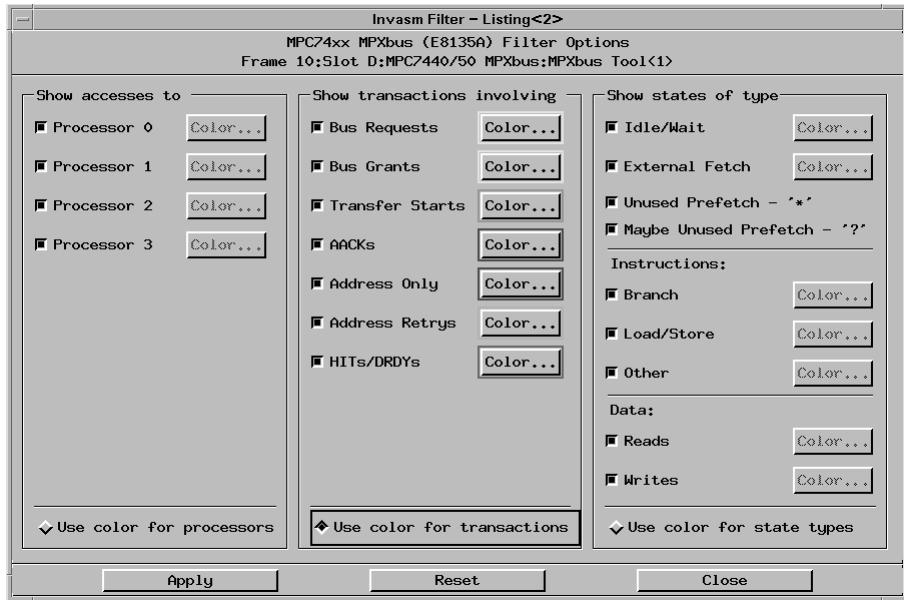 Invasm Filter – Listing<2>
MPC74xx MPXbus (E8135A) Filter Options
Frame 10:Slot D:MPC7440/50 MPXbus:MPXbus Tool<1>
Show accesses to
Processor 0 Color...
Processor 1 Color...
Processor 2 Color...
Processor 3 Color...
Use color for processors
Show transactions involving
Bus Requests Color...
Bus Grants Color...
Transfer Starts Color...
AACKs Color...
Address Only Color...
Address Retrys Color...
HITs/DRDYs Color...
Use color for transactions
Show states of type
Idle/Wait Color...
External Fetch Color...
Unused Prefetch – '*'
Maybe Unused Prefetch – '?'
Instructions:
Branch Color...
Load/Store Color...
Other Color...
Data:
Reads Color...
Writes Color...
Use color for state types
Apply Reset Close